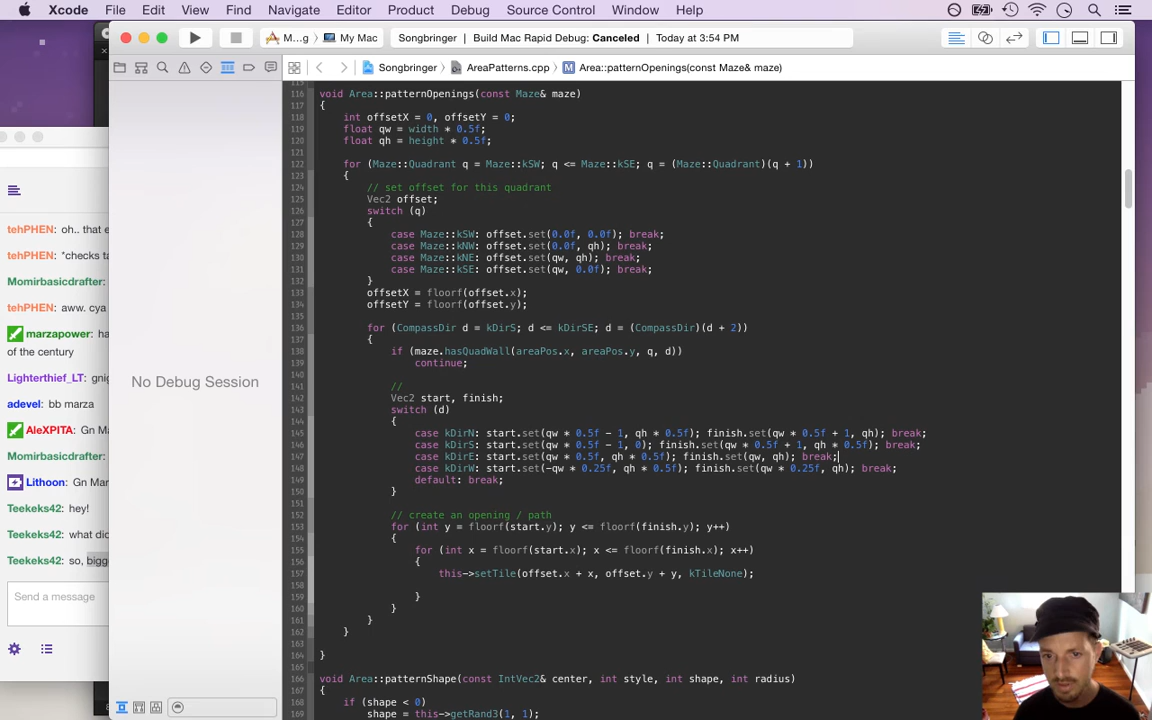 Xcode File Edit View Find Navigate Editor Product Debug Source Control Window Help
M...g My Mac Songbringer | Build Mac Rapid Debug: Canceled | Today at 3:54 PM
Songbringer AreaPatterns.cpp M Area::patternOpenings(const Maze& maze)
tehPHEN: oh.. that e
tehPHEN: *checks ta
Momirbasicdrafter:
tehPHEN: aww. cya
marzapower: ha
of the century
Lighterthief_LT: gnig
adevel: bb marza
AleXPITA: Gn M
Momirbasicdrafter:
Lithoon: Gn Mar
Teekeks42: hey!
Teekeks42: what did
Teekeks42: so, bigg
Send a message
No Debug Session
115
116 void Area::patternOpenings(const Maze& maze)
117 {
118 int offsetX = 0, offsetY = 0;
119 float qw = width * 0.5f;
120 float qh = height * 0.5f;
121
122 for (Maze::Quadrant q = Maze::kSW; q <= Maze::kSE; q = (Maze::Quadrant)(q + 1))
123 {
124 // set offset for this quadrant
125 Vec2 offset;
126 switch (q)
127 {
128 case Maze::kSW: offset.set(0.0f, 0.0f); break;
129 case Maze::kNW: offset.set(0.0f, qh); break;
130 case Maze::kNE: offset.set(qw, qh); break;
131 case Maze::kSE: offset.set(qw, 0.0f); break;
132 }
133 offsetX = floorf(offset.x);
134 offsetY = floorf(offset.y);
135
136 for (CompassDir d = kDirS; d <= kDirSE; d = (CompassDir)(d + 2))
137 {
138 if (maze.hasQuadWall(areaPos.x, areaPos.y, q, d))
139 continue;
140
141 //
142 Vec2 start, finish;
143 switch (d)
144 {
145 case kDirN: start.set(qw * 0.5f - 1, qh * 0.5f); finish.set(qw * 0.5f + 1, qh); break;
146 case kDirS: start.set(qw * 0.5f - 1, 0); finish.set(qw * 0.5f + 1, qh * 0.5f); break;
147 case kDirE: start.set(qw * 0.5f, qh * 0.5f); finish.set(qw, qh); break;
148 case kDirW: start.set(-qw * 0.25f, qh * 0.5f); finish.set(qw * 0.25f, qh); break;
149 default: break;
150 }
151
152 // create an opening / path
153 for (int y = floorf(start.y); y <= floorf(finish.y); y++)
154 {
155 for (int x = floorf(start.x); x <= floorf(finish.x); x++)
156 {
157 this->setTile(offset.x + x, offset.y + y, kTileNone);
158
159 }
160 }
161 }
162 }
163
164 }
165
166 void Area::patternShape(const IntVec2& center, int style, int shape, int radius)
167 {
168 if (shape < 0)
169 shape = this->getRand3(1, 1);